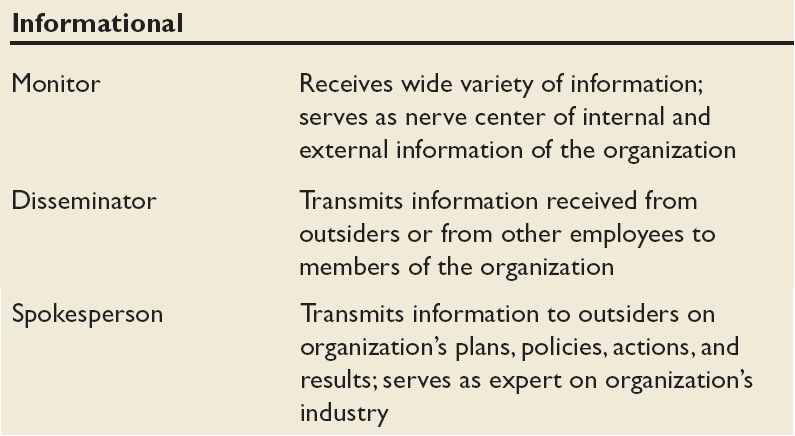 Informational
Monitor
Receives wide variety of information;
serves as nerve center of internal and
external information of the organization
Disseminator
Transmits information received from
outsiders or from other employees to
members of the organization
Spokesperson
Transmits information to outsiders on
organization’s plans, policies, actions, and
results; serves as expert on organization’s
industry